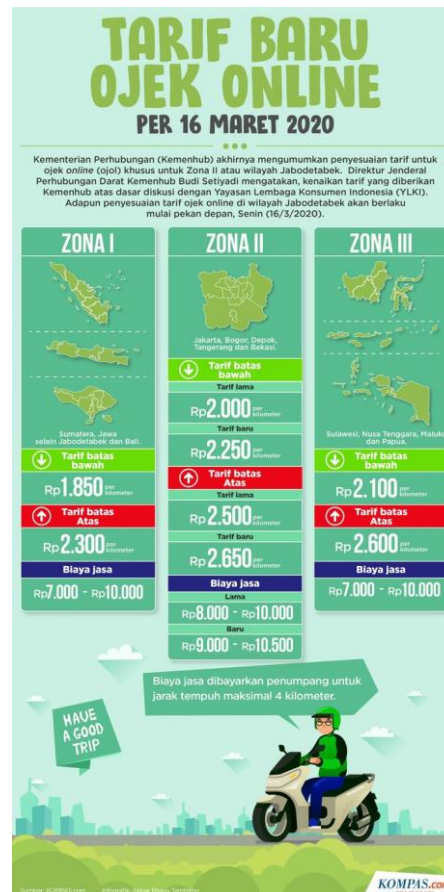 TARIF BARU
OJEK ONLINE
PER 16 MARET 2020
Kementerian Perhubungan (Kemenhub) akhirnya mengumumkan penyesuaian tarif untuk
ojek online (ojol) khusus untuk Zona II atau wilayah Jabodetabek. Direktur Jenderal
Perhubungan Darat Kemenhub Budi Setiyadi mengatakan, kenaikan tarif yang diberikan
Kemenhub atas dasar diskusi dengan Yayasan Lembaga Konsumen Indonesia (YLKI).
Adapun penyesuaian tarif ojek online di wilayah Jabodetabek akan berlaku
mulai pekan depan, Senin (16/3/2020).
ZONA I
Sumatera, Jawa
selain Jabodetabek dan Bali.
Tarif batas
bawah
Rp1.850 per kilometer
Tarif batas
Atas
Rp2.300 per kilometer
Biaya jasa
Rp7.000 - Rp10.000
ZONA II
Jakarta, Bogor, Depok,
Tangerang dan Bekasi.
Tarif batas
bawah
Tarif lama
Rp2.000 per kilometer
Tarif baru
Rp2.250 per kilometer
Tarif batas
Atas
Tarif lama
Rp2.500 per kilometer
Tarif baru
Rp2.650 per kilometer
Biaya jasa
Lama
Rp8.000 - Rp10.000
Baru
Rp9.000 - Rp10.500
ZONA III
Sulawesi, Nusa Tenggara, Maluku
dan Papua.
Tarif batas
bawah
Rp2.100 per kilometer
Tarif batas
Atas
Rp2.600 per kilometer
Biaya jasa
Rp7.000 - Rp10.000
Biaya jasa dibayarkan penumpang untuk
jarak tempuh maksimal 4 kilometer.
HAVE
A GOOD
TRIP
Sumber: KOMPAS.com
Infografik: Akbar
KOMPAS.com